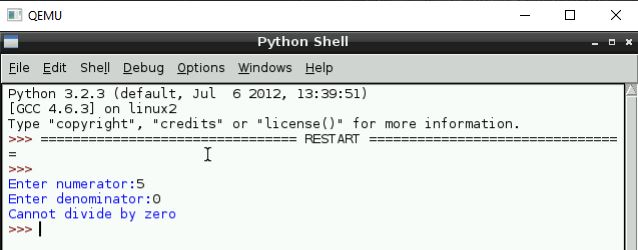 QEMU
Python Shell
File Edit Shell Debug Options Windows Help
Python 3.2.3 (default, Jul  6 2012, 13:39:51)
[GCC 4.6.3] on linux2
Type "copyright", "credits" or "license()" for more information.
>>> ================================ RESTART ================================
>>>
Enter numerator:5
Enter denominator:0
Cannot divide by zero
>>>